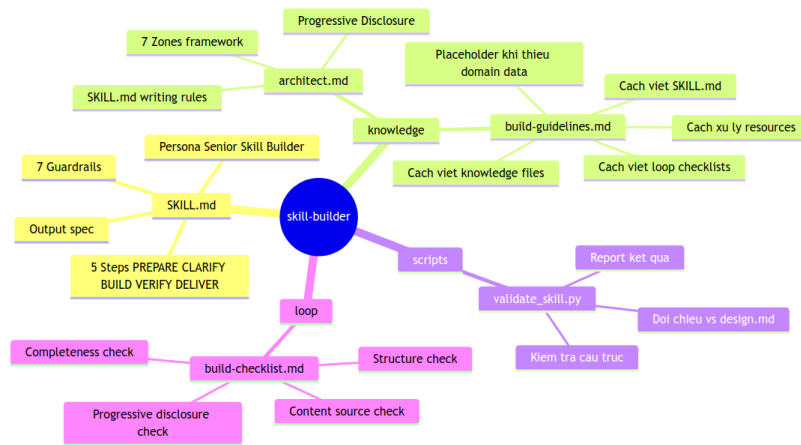 Progressive Disclosure
7 Zones framework
Placeholder khi thieu
domain data
architect.md
Cach viet SKILL.md
SKILL.md writing rules
knowledge
build-guidelines.md
Cach xu ly resources
Persona Senior Skill Builder
Cach viet knowledge files
Cach viet loop checklists
7 Guardrails
SKILL.md
skill-builder
Output spec
scripts
Report ket qua
5 Steps PREPARE CLARIFY
BUILD VERIFY DELIVER
validate_skill.py
loop
Doi chieu vs design.md
Completeness check
Structure check
Kiem tra cau truc
build-checklist.md
Progressive disclosure
check
Content source check